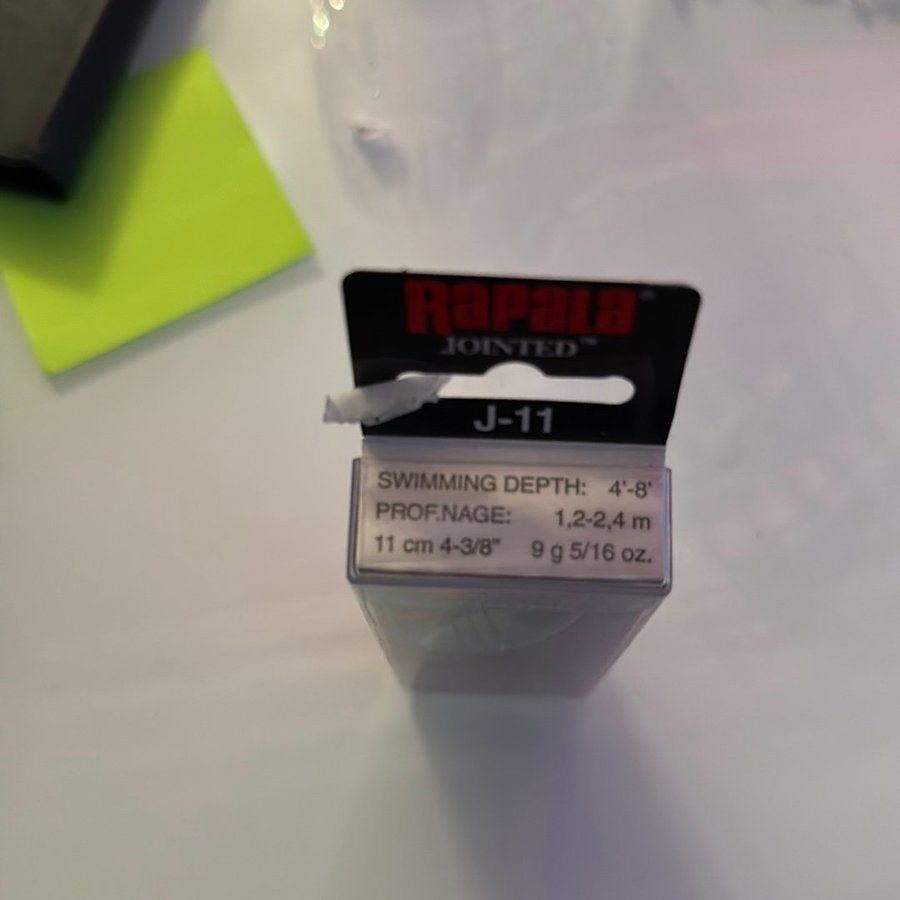 Rapala®
JOINTED™
J-11
SWIMMING DEPTH: 4'-8'
PROF.NAGE: 1,2-2,4 m
11 cm 4-3/8" 9 g 5/16 oz.